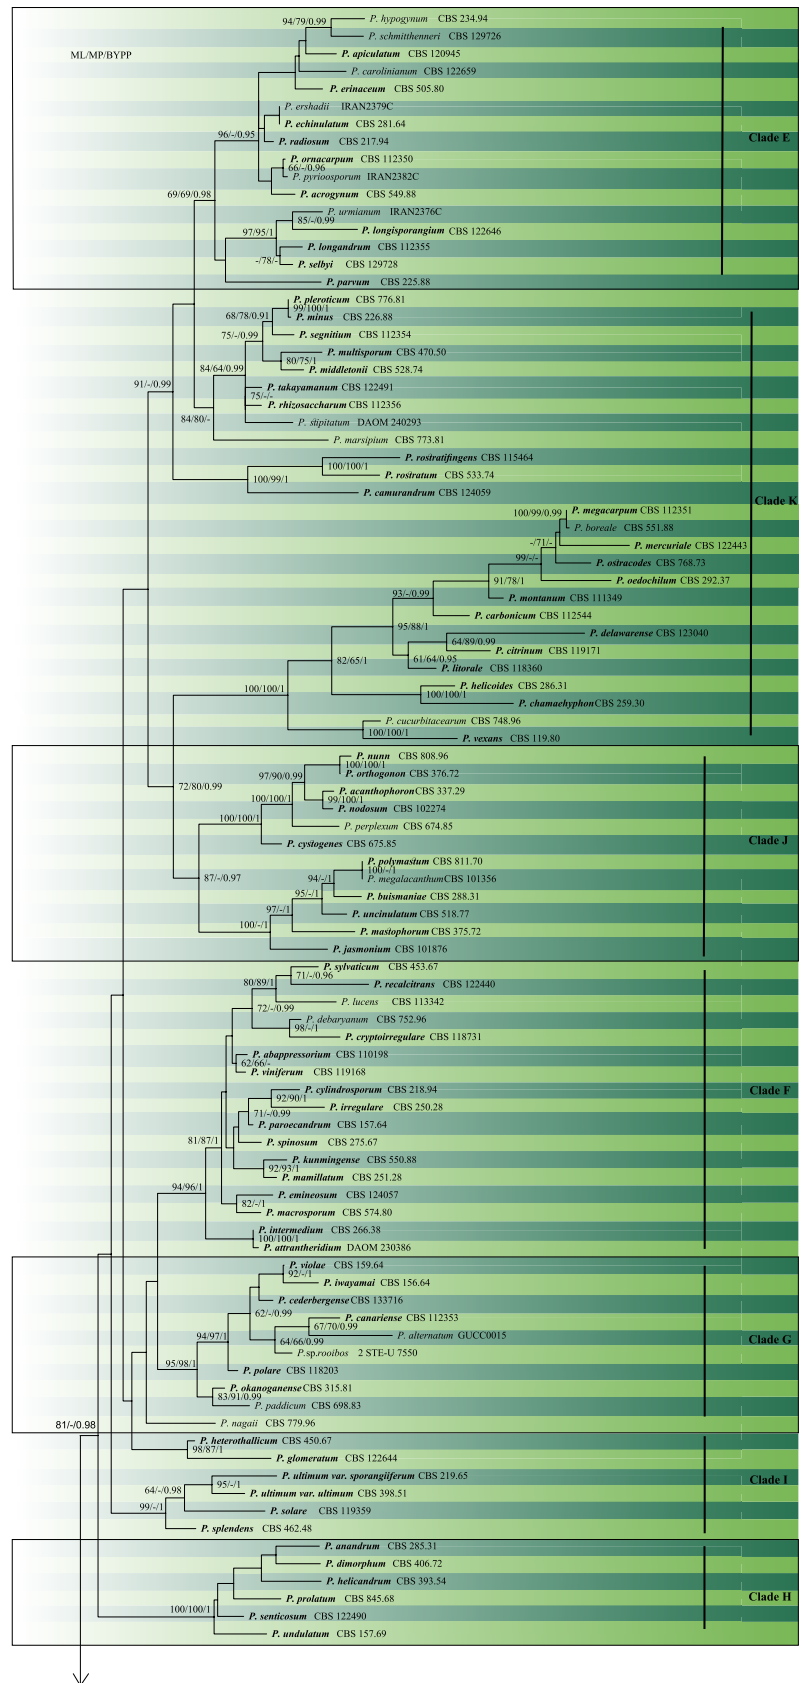 94/79/0.99
P. hypogynum CBS 234.94
P. schmitthenneri CBS 129726
ML/MP/BYPP
P. apiculatum CBS 120945
P. carolinianum CBS 122659
P. erinaceum CBS 505.80
P. ershadii IRAN2379C
P. echinulatum CBS 281.64
96/-/0.95
P. radiosum CBS 217.94
Clade E
P. ornacarpum CBS 112350
66/-/0.96
P. pyrioosporum IRAN2382C
P. acrogynum CBS 549.88
69/69/0.98
P. urmianum IRAN2376C
85/-/0.99
P. longisporangium CBS 122646
97/95/1
P. longandrum CBS 112355
-/78/-
P. selbyi CBS 129728
P. parvum CBS 225.88
P. pleroticum CBS 776.81
99/100/1
P. minus CBS 226.88
68/78/0.91
P. segnitium CBS 112354
75/-/0.99
P. multisporum CBS 470.50
80/75/1
P. middletonii CBS 528.74
84/64/0.99
91/-/0.99
P. takayamanum CBS 122491
75/-/-
P. rhizosaccharum CBS 112356
84/80/-
P. stipitatum DAOM 240293
P. marsipium CBS 773.81
P. rostratifingens CBS 115464
100/100/1
P. rostratum CBS 533.74
100/99/1
P. camurandrum CBS 124059
Clade K
100/99/0.99
P. megacarpum CBS 112351
P. boreale CBS 551.88
-/71/-
P. mercuriale CBS 122443
99/-/-
P. ostracodes CBS 768.73
91/78/1
P. oedochilum CBS 292.37
93/-/0.99
P. montanum CBS 111349
P. carbonicum CBS 112544
95/88/1
P. delawarense CBS 123040
64/89/0.99
P. citrinum CBS 119171
82/65/1
61/64/0.95
P. litorale CBS 118360
100/100/1
P. helicoides CBS 286.31
100/100/1
P. chamaehyphon CBS 259.30
P. cucurbitacearum CBS 748.96
100/100/1
P. vexans CBS 119.80
P. nunn CBS 808.96
100/100/1
P. orthogonon CBS 376.72
97/90/0.99
72/80/0.99
P. acanthophoron CBS 337.29
100/100/1
99/100/1
P. nodosum CBS 102274
100/100/1
P. perplexum CBS 674.85
P. cystogenes CBS 675.85
Clade J
P. polymastum CBS 811.70
100/-/1
94/-/1
P. megalacanthum CBS 101356
87/-/0.97
95/-/1
P. buismaniae CBS 288.31
97/-/1
P. uncinulatum CBS 518.77
100/-/1
P. mastophorum CBS 375.72
P. jasmonium CBS 101876
P. sylvaticum CBS 453.67
71/-/0.96
80/89/1
P. recalcitrans CBS 122440
P. lucens CBS 113342
72/-/0.99
P. debaryanum CBS 752.96
98/-/1
P. cryptoirregulare CBS 118731
P. abappressorium CBS 110198
62/66/-
P. viniferum CBS 119168
P. cylindrosporum CBS 218.94
Clade F
92/90/1
P. irregulare CBS 250.28
71/-/0.99
P. paroecandrum CBS 157.64
81/87/1
P. spinosum CBS 275.67
P. kunmingense CBS 550.88
92/93/1
P. mamillatum CBS 251.28
94/96/1
P. emineosum CBS 124057
82/-/1
P. macrosporum CBS 574.80
P. intermedium CBS 266.38
100/100/1
P. attrantheridium DAOM 230386
P. violae CBS 159.64
92/-/1
P. iwayamai CBS 156.64
P. cederbergense CBS 133716
62/-/0.99
P. canariense CBS 112353
67/70/0.99
P. alternatum GUCC0015
94/97/1
64/66/0.99
Clade G
P.sp.rooibos 2 STE-U 7550
95/98/1
P. polare CBS 118203
P. okanoganense CBS 315.81
83/91/0.99
P. paddicum CBS 698.83
81/-/0.98
P. nagaii CBS 779.96
P. heterothallicum CBS 450.67
98/87/1
P. glomeratum CBS 122644
P. ultimum var. sporangiiferum CBS 219.65
Clade I
95/-/1
64/-/0.98
P. ultimum var. ultimum CBS 398.51
99/-/1
P. solare CBS 119359
P. splendens CBS 462.48
P. anandrum CBS 285.31
P. dimorphum CBS 406.72
P. helicandrum CBS 393.54
P. prolatum CBS 845.68
Clade H
100/100/1
P. senticosum CBS 122490
P. undulatum CBS 157.69